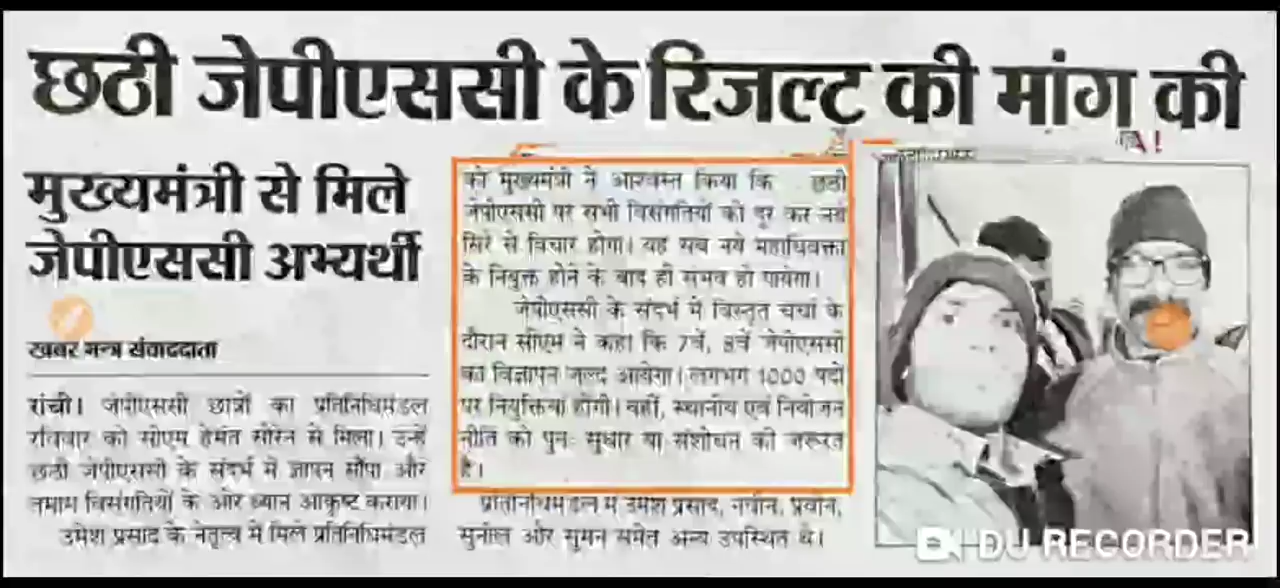 छठी जेपीएससी के रिजल्ट की मांग की
मुख्यमंत्री से मिले
जेपीएससी अभ्यर्थी
खबर मन्त्र संवाददाता
रांची। जेपीएससी छात्रों का प्रतिनिधिमंडल
रविवार को सीएम हेमंत सोरेन से मिला। उन्हें
छठी जेपीएससी के संदर्भ में ज्ञापन सौंपा और
तमाम विसंगतियों के ओर ध्यान आकृष्ट कराया।
उमेश प्रसाद के नेतृत्व में मिले प्रतिनिधिमंडल
को मुख्यमंत्री ने आश्वस्त किया कि छठी
जेपीएससी पर सभी विसंगतियों को दूर कर नये
सिरे से विचार होगा। यह सब नये महाधिवक्ता
के नियुक्त होने के बाद ही संभव हो पायेगा।
जेपीएससी के संदर्भ में विस्तृत चर्चा के
दौरान सीएम ने कहा कि 7वें, 8वें जेपीएससी
का विज्ञापन जल्द आयेगा। लगभग 1000 पदों
पर नियुक्तियां होगी। वहीं, स्थानीय एवं नियोजन
नीति को पुनः सुधार या संशोधन की जरूरत
है।
प्रतिनिधिमंडल में उमेश प्रसाद, नवीन, प्रवीन,
सुनील और सुमन समेत अन्य उपस्थित थे।
DU RECORDER